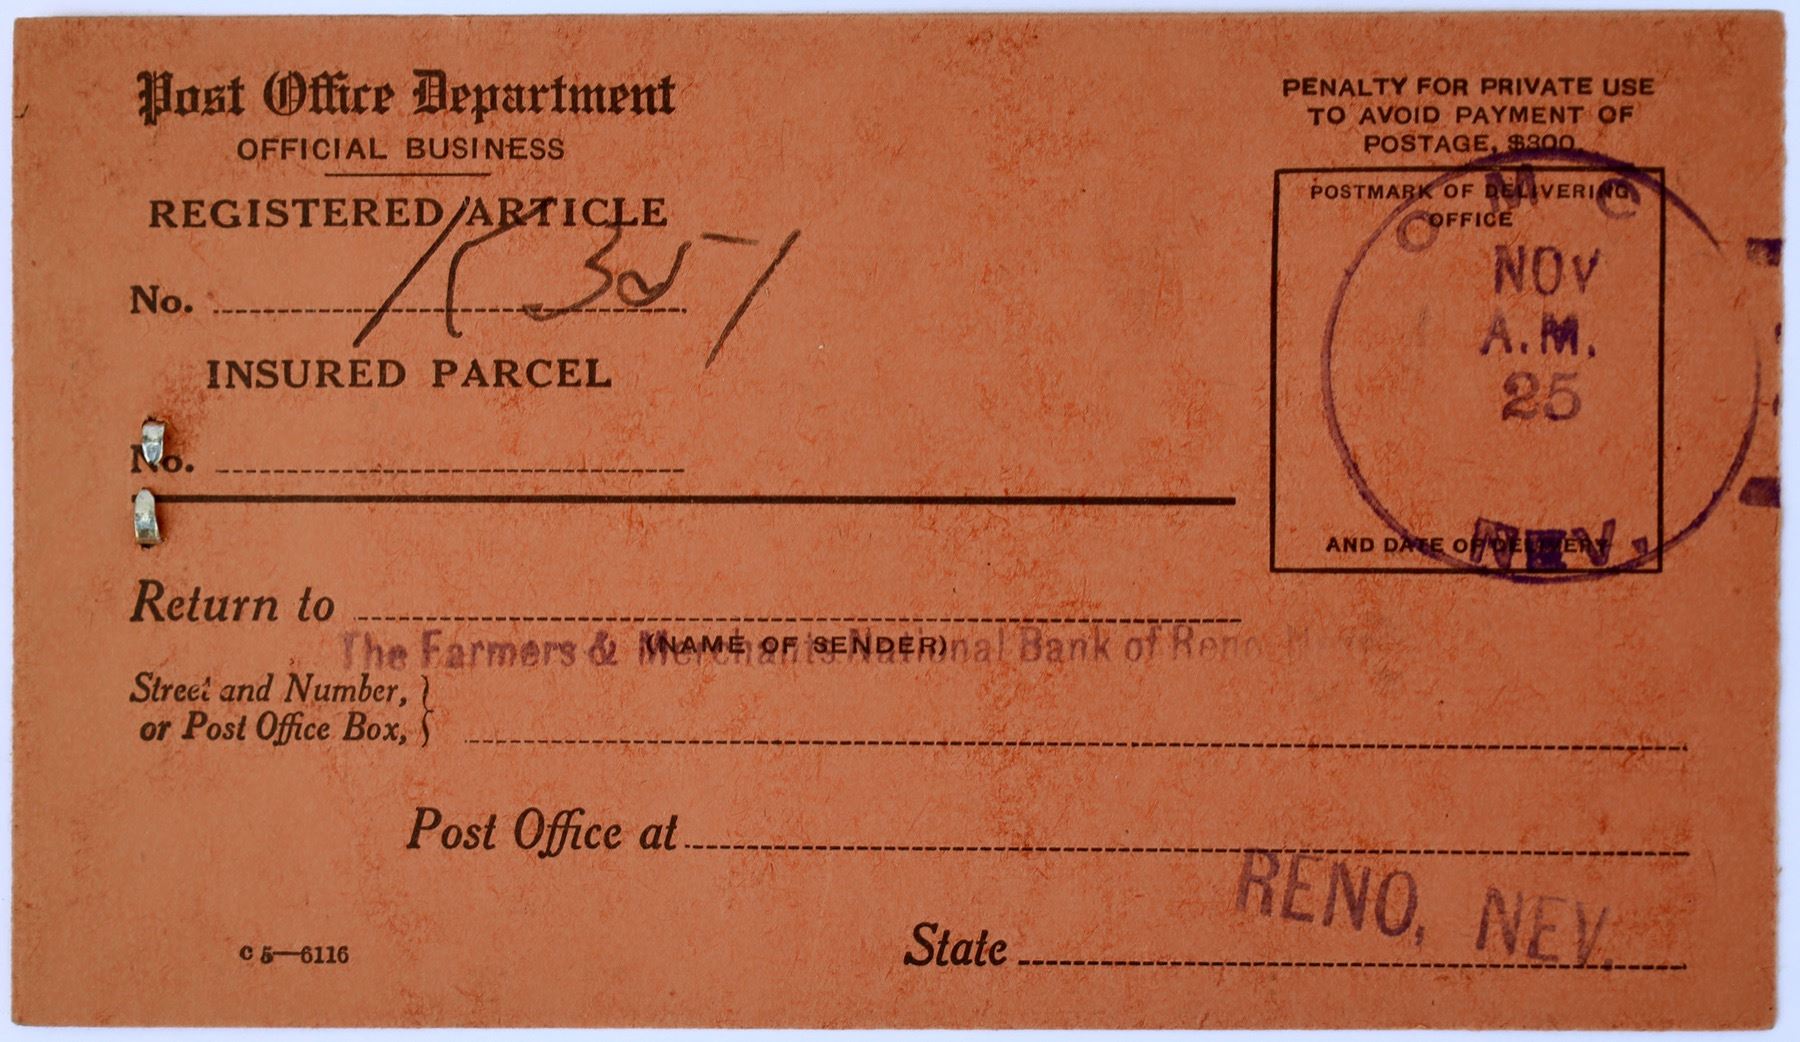 Post Office Department
OFFICIAL BUSINESS
REGISTERED ARTICLE
No.
INSURED PARCEL
No.
PENALTY FOR PRIVATE USE
TO AVOID PAYMENT OF
POSTAGE, $300
POSTMARK OF DELIVERING
OFFICE
NOV
A.M.
25
NEV.
AND DATE OF DELIVERY
Return to
(NAME OF SENDER)
The Farmers & Merchants National Bank of Reno
Street and Number,
or Post Office Box,
Post Office at
RENO, NEV.
State
c5—6116